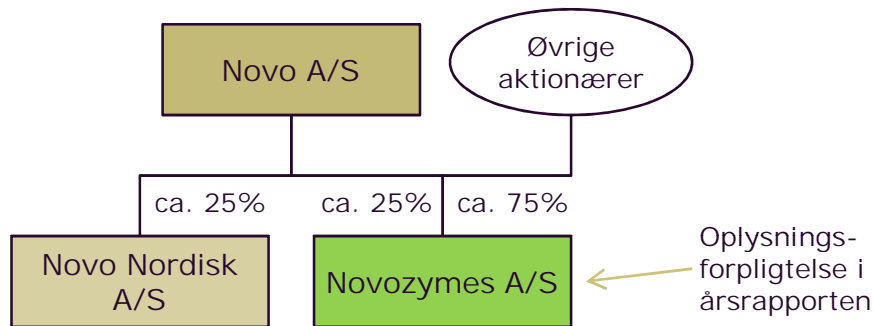 Novo A/S
Øvrige
aktionærer
ca. 25%
ca. 25%
ca. 75%
Novo Nordisk
A/S
Novozymes A/S
Oplysnings-
forpligtelse i
årsrapporten